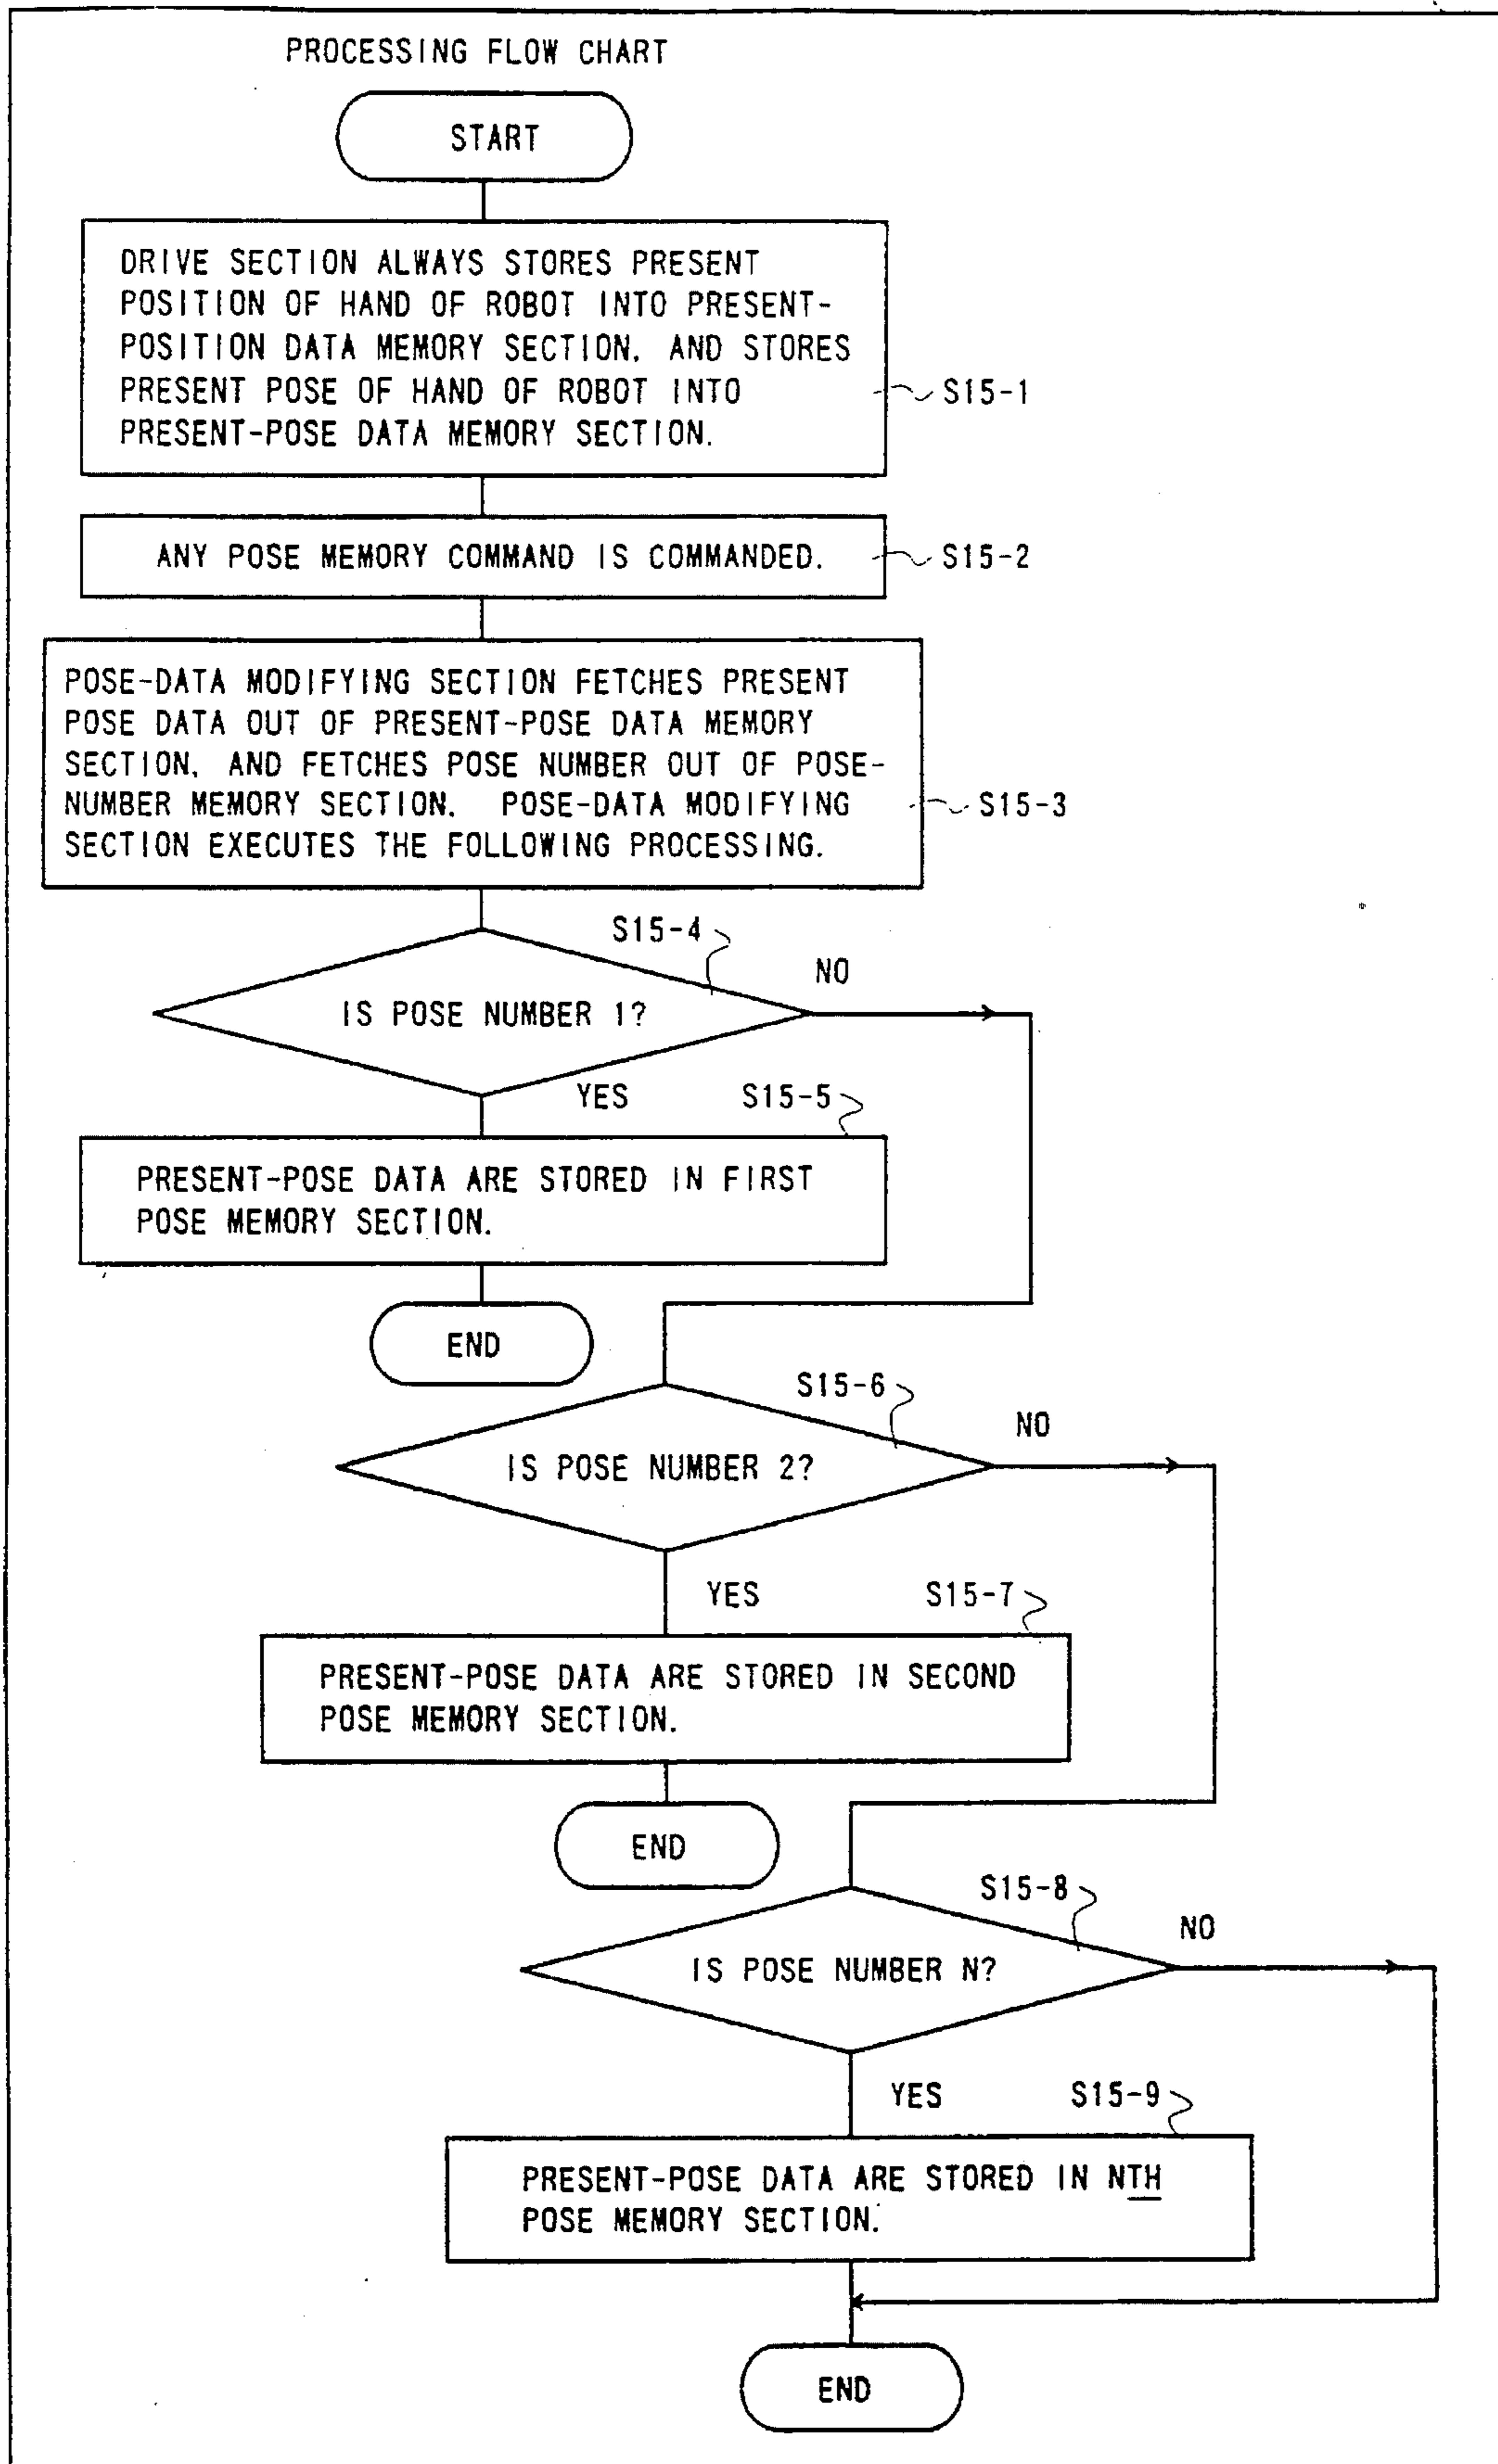 PROCESSING FLOW CHART
START
DRIVE SECTION ALWAYS STORES PRESENT
POSITION OF HAND OF ROBOT INTO PRESENT-
POSITION DATA MEMORY SECTION, AND STORES
PRESENT POSE OF HAND OF ROBOT INTO
PRESENT-POSE DATA MEMORY SECTION.
S15-1
ANY POSE MEMORY COMMAND IS COMMANDED.
S15-2
POSE-DATA MODIFYING SECTION FETCHES PRESENT
POSE DATA OUT OF PRESENT-POSE DATA MEMORY
SECTION, AND FETCHES POSE NUMBER OUT OF POSE-
NUMBER MEMORY SECTION. POSE-DATA MODIFYING
SECTION EXECUTES THE FOLLOWING PROCESSING.
S15-3
S15-4
NO
IS POSE NUMBER 1?
YES
S15-5
PRESENT-POSE DATA ARE STORED IN FIRST
POSE MEMORY SECTION.
END
S15-6
NO
IS POSE NUMBER 2?
YES
S15-7
PRESENT-POSE DATA ARE STORED IN SECOND
POSE MEMORY SECTION.
END
S15-8
NO
IS POSE NUMBER N?
YES
S15-9
PRESENT-POSE DATA ARE STORED IN NTH
POSE MEMORY SECTION.
END